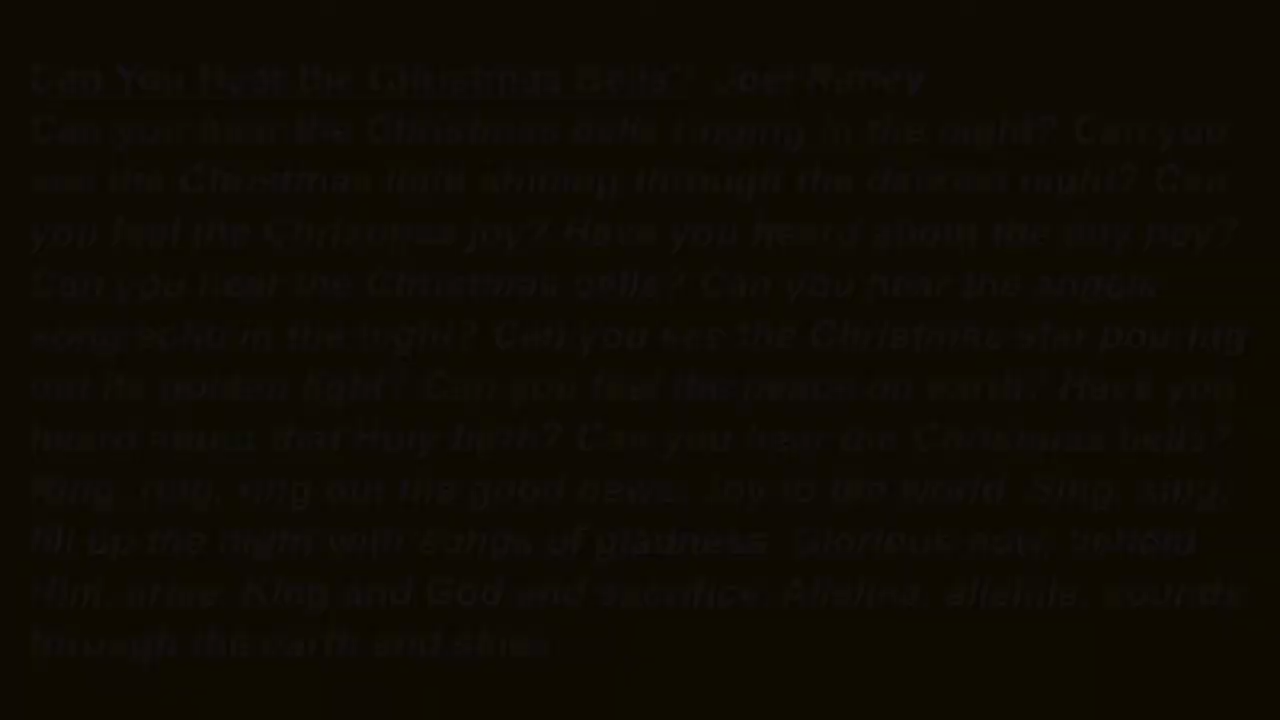 Can You Hear the Christmas Bells? Joel Raney
Can you hear the Christmas bells ringing in the night? Can you
see the Christmas light shining through the darkest night? Can
you feel the Christmas joy? Have you heard about the boy?
Can you hear the Christmas bells? Can you hear the angels'
song echo in the night? Can you see the Christmas star pouring
out its golden light? Can you feel the peace on earth? Have you
heard about that Holy birth? Can you hear the Christmas bells?
Ring, ring, ring out the good news, Joy to the world. Sing, sing,
fill up the night with songs of gladness. Glorious now, behold
Him, arise. King and God and sacrifice. Alleluia, alleluia, sounds
through the earth and skies.